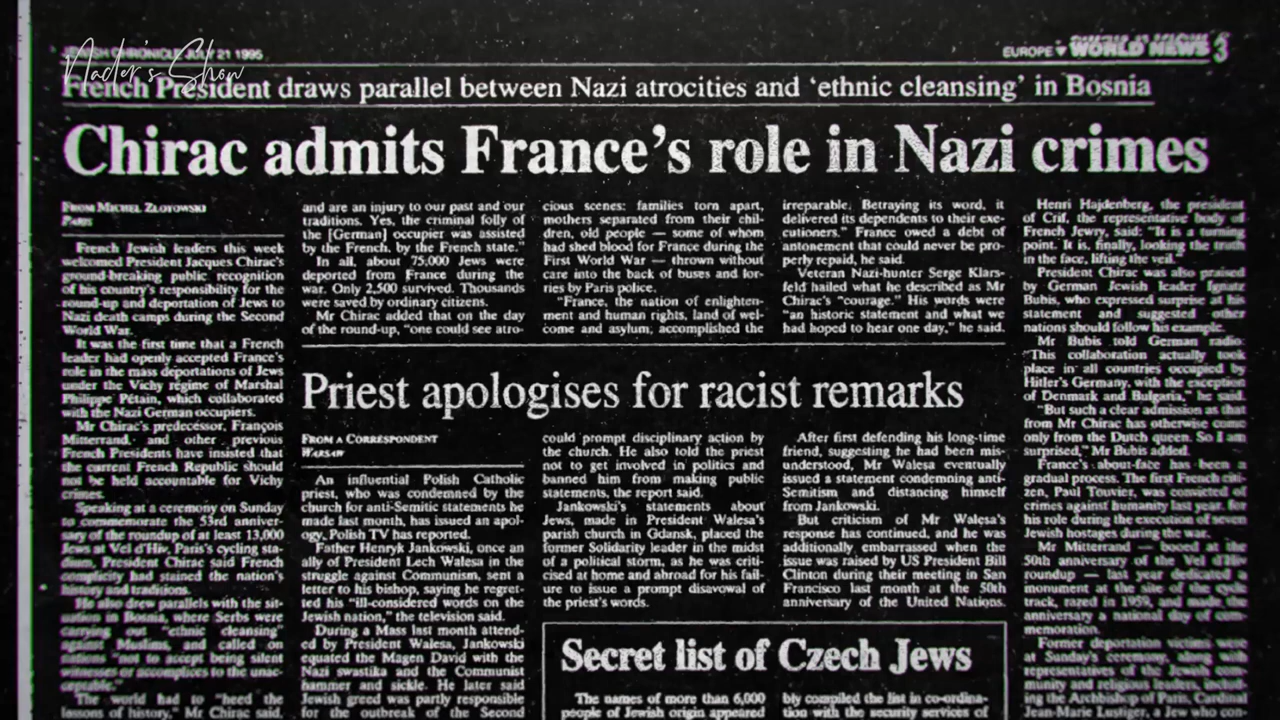 Nader's Show
JEWISH CHRONICLE JULY 21 1995
EUROPE ▼ WORLD NEWS 3
French President draws parallel between Nazi atrocities and ‘ethnic cleansing’ in Bosnia
Chirac admits France’s role in Nazi crimes
FROM MICHEL ZLOTOWSKI
PARIS
French Jewish leaders this week
welcomed President Jacques Chirac’s
ground-breaking public recognition
of his country’s responsibility for the
round-up and deportation of Jews to
Nazi death camps during the Second
World War.
It was the first time that a French
leader had openly accepted France’s
role in the mass deportations of Jews
under the Vichy régime of Marshal
Philippe Pétain, which collaborated
with the Nazi German occupiers.
Mr Chirac’s predecessor, François
Mitterrand, and other previous
French Presidents have insisted that
the current French Republic should
not be held accountable for Vichy
crimes.
Speaking at a ceremony on Sunday
to commemorate the 53rd anniver-
sary of the roundup of at least 13,000
Jews at Vel d’Hiv, Paris’s cycling sta-
dium, President Chirac said French
complicity had stained the nation’s
history and traditions.
He also drew parallels with the sit-
uation in Bosnia, where Serbs were
carrying out “ethnic cleansing”
against Muslims, and called on
nations “not to accept being silent
witnesses or accomplices to the unac-
ceptable.”
The world had to “heed the
lessons of history,” Mr Chirac said,
and are an injury to our past and our
traditions. Yes, the criminal folly of
the [German] occupier was assisted
by the French, by the French state.”
In all, about 75,000 Jews were
deported from France during the
war. Only 2,500 survived. Thousands
were saved by ordinary citizens.
Mr Chirac added that on the day
of the round-up, “one could see atro-
cious scenes: families torn apart,
mothers separated from their chil-
dren, old people — some of whom
had shed blood for France during the
First World War — thrown without
care into the back of buses and lor-
ries by Paris police.
“France, the nation of enlighten-
ment and human rights, land of wel-
come and asylum, accomplished the
irreparable. Betraying its word, it
delivered its dependents to their exe-
cutioners.” France owed a debt of
antonement that could never be pro-
perly repaid, he said.
Veteran Nazi-hunter Serge Klars-
feld hailed what he described as Mr
Chirac’s “courage.” His words were
“an historic statement and what we
had hoped to hear one day,” he said.
Henri Hajdenberg, the president
of Crif, the representative body of
French Jewry, said: “It is a turning
point. It is, finally, looking the truth
in the face, lifting the veil.”
President Chirac was also praised
by German Jewish leader Ignatz
Bubis, who expressed surprise at his
statement and suggested other
nations should follow his example.
Mr Bubis told German radio:
“This collaboration actually took
place in all countries occupied by
Hitler’s Germany, with the exception
of Denmark and Bulgaria,” he said.
“But such a clear admission as that
from Mr Chirac has otherwise come
only from the Dutch queen. So I am
surprised,” Mr Bubis added.
France’s about-face has been a
gradual process. The first French citi-
zen, Paul Touvier, was convicted of
crimes against humanity last year, for
his role during the execution of seven
Jewish hostages during the war.
Mr Mitterrand — booed at the
50th anniversary of the Vel d’Hiv
roundup — last year dedicated a
monument at the site of the cycle
track, razed in 1959, and made the
anniversary a national day of com-
memoration.
Former deportation victims were
at Sunday’s ceremony, along with
representatives of the Jewish com-
munity and religious leaders, includ-
ing the Archbishop of Paris, Cardinal
Jean-Marie Lustiger, a Jew who con-
Priest apologises for racist remarks
FROM A CORRESPONDENT
WARSAW
An influential Polish Catholic
priest, who was condemned by the
church for anti-Semitic statements he
made last month, has issued an apol-
ogy, Polish TV has reported.
Father Henryk Jankowski, once an
ally of President Lech Walesa in the
struggle against Communism, sent a
letter to his bishop, saying he regret-
ted his “ill-considered words on the
Jewish nation,” the television said.
During a Mass last month attend-
ed by President Walesa, Jankowski
equated the Magen David with the
Nazi swastika and the Communist
hammer and sickle. He later said
Jewish greed was partly responsible
for the outbreak of the Second
could prompt disciplinary action by
the church. He also told the priest
not to get involved in politics and
banned him from making public
statements, the report said.
Jankowski’s statements about
Jews, made in President Walesa’s
parish church in Gdansk, placed the
former Solidarity leader in the midst
of a political storm, as he was criti-
cised at home and abroad for his fail-
ure to issue a prompt disavowal of
the priest’s words.
After first defending his long-time
friend, suggesting he had been mis-
understood, Mr Walesa eventually
issued a statement condemning anti-
Semitism and distancing himself
from Jankowski.
But criticism of Mr Walesa’s
response has continued, and he was
additionally embarrassed when the
issue was raised by US President Bill
Clinton during their meeting in San
Francisco last month at the 50th
anniversary of the United Nations.
Secret list of Czech Jews
The names of more than 6,000
people of Jewish origin appeared
bly compiled the list in co-ordina-
tion with the security services of